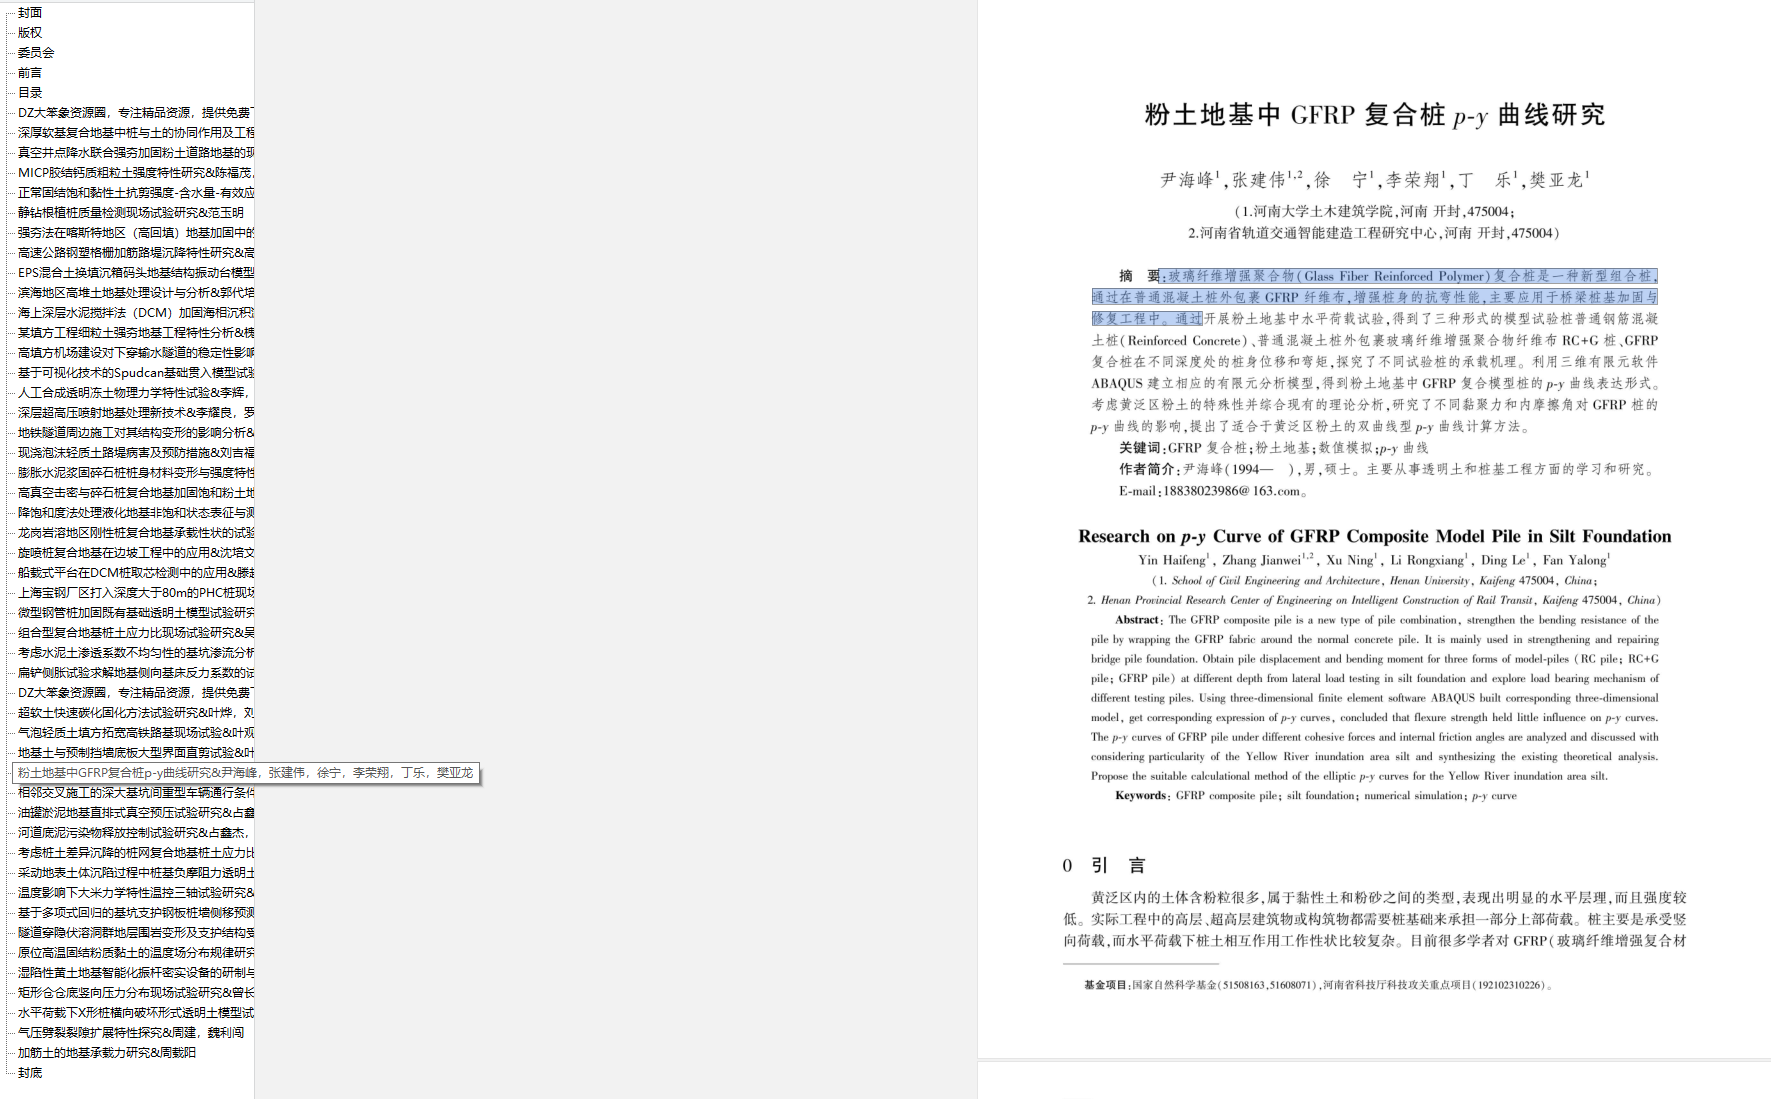 封面
版权
委员会
前言
目录
DZ大笨象资源圈，专注精品资源，提供免费下
深厚软基复合地基中桩与土的协同作用及工程
真空井点降水联合强夯加固粉土道路地基的现
MICP胶结钙质粗粒土强度特性研究&陈福茂,
正常固结饱和黏性土抗剪强度-含水量-有效应
静钻根植桩质量检测现场试验研究&范玉明
强夯法在喀斯特地区（高回填）地基加固中的
高速公路钢塑格栅加筋路堤沉降特性研究&高
EPS混合土换填沉箱码头地基结构振动台模型
滨海地区高堆土地基处理设计与分析&郭代培
海上深层水泥搅拌法（DCM）加固海相沉积淤
某填方工程细粒土强夯地基工程特性分析&槐
高填方机场建设对下穿输水隧道的稳定性影响
基于可视化技术的Spudcan基础贯入模型试验
人工合成透明冻土物理力学特性试验&李辉，
深层超高压喷射地基处理新技术&李耀良，罗
地铁隧道周边施工对其结构变形的影响分析&
现浇泡沫轻质土路堤病害及预防措施&刘吉福
膨胀水泥浆固碎石桩桩身材料变形与强度特性
高真空击密与碎石桩复合地基加固饱和粉土地
降饱和度法处理液化地基非饱和状态表征与测
龙岗岩溶地区刚性桩复合地基承载性状的试验
旋喷桩复合地基在边坡工程中的应用&沈培文
船载式平台在DCM桩取芯检测中的应用&滕超
上海宝钢厂区打入深度大于80m的PHC桩现场
微型钢管桩加固既有基础透明土模型试验研究
组合型复合地基桩土应力比现场试验研究&吴
考虑水泥土渗透系数不均匀性的基坑渗流分析
扁铲侧胀试验求解地基侧向基床反力系数的试
DZ大笨象资源圈，专注精品资源，提供免费下
超软土快速碳化固化方法试验研究&叶烨，刘
气泡轻质土填方拓宽高铁路基现场试验&叶观
地基土与预制挡墙底板大型界面直剪试验&叶
粉土地基中GFRP复合桩p-y曲线研究&尹海峰，张建伟，徐宁，李荣翔，丁乐，樊亚龙
相邻交叉施工的深大基坑间重型车辆通行条件
油罐淤泥地基直排式真空预压试验研究&占鑫
河道底泥污染物释放控制试验研究&占鑫杰，
考虑桩土差异沉降的桩网复合地基桩土应力比
采动地表土体沉陷过程中桩基负摩阻力透明土
温度影响下大米力学特性温控三轴试验研究&
基于多项式回归的基坑支护钢板桩墙侧移预测
隧道穿隐伏溶洞群地层围岩变形及支护结构受
原位高温固结粉质黏土的温度场分布规律研究
湿陷性黄土地基智能化振杆密实设备的研制与
矩形仓仓底竖向压力分布现场试验研究&曾长
水平荷载下X形桩横向破坏形式透明土模型试
气压劈裂裂隙扩展特性探究&周建，魏利闯
加筋土的地基承载力研究&周载阳
封底
粉土地基中 GFRP 复合桩 p-y 曲线研究
尹海峰1,张建伟1,2,徐　宁1,李荣翔1,丁　乐1,樊亚龙1
(1.河南大学土木建筑学院,河南 开封,475004;
2.河南省轨道交通智能建造工程研究中心,河南 开封,475004)
摘　要:玻璃纤维增强聚合物(Glass Fiber Reinforced Polymer)复合桩是一种新型组合桩,
通过在普通混凝土桩外包裹 GFRP 纤维布,增强桩身的抗弯性能,主要应用于桥梁桩基加固与
修复工程中。通过开展粉土地基中水平荷载试验,得到了三种形式的模型试验桩普通钢筋混凝
土桩(Reinforced Concrete)、普通混凝土桩外包裹玻璃纤维增强聚合物纤维布 RC+G 桩、GFRP
复合桩在不同深度处的桩身位移和弯矩,探究了不同试验桩的承载机理。利用三维有限元软件
ABAQUS 建立相应的有限元分析模型,得到粉土地基中 GFRP 复合模型桩的 p-y 曲线表达形式。
考虑黄泛区粉土的特殊性并综合现有的理论分析,研究了不同黏聚力和内摩擦角对 GFRP 桩的
p-y 曲线的影响,提出了适合于黄泛区粉土的双曲线型 p-y 曲线计算方法。
关键词:GFRP 复合桩;粉土地基;数值模拟;p-y 曲线
作者简介:尹海峰(1994—　),男,硕士。主要从事透明土和桩基工程方面的学习和研究。
E-mail:18838023986@ 163.com。
Research on p-y Curve of GFRP Composite Model Pile in Silt Foundation
Yin Haifeng1, Zhang Jianwei1,2, Xu Ning1, Li Rongxiang1, Ding Le1, Fan Yalong1
(1. School of Civil Engineering and Architecture, Henan University, Kaifeng 475004, China;
2. Henan Provincial Research Center of Engineering on Intelligent Construction of Rail Transit, Kaifeng 475004, China)
Abstract: The GFRP composite pile is a new type of pile combination, strengthen the bending resistance of the
pile by wrapping the GFRP fabric around the normal concrete pile. It is mainly used in strengthening and repairing
bridge pile foundation. Obtain pile displacement and bending moment for three forms of model-piles (RC pile; RC+G
pile; GFRP pile) at different depth from lateral load testing in silt foundation and explore load bearing mechanism of
different testing piles. Using three-dimensional finite element software ABAQUS built corresponding three-dimensional
model, get corresponding expression of p-y curves, concluded that flexure strength held little influence on p-y curves.
The p-y curves of GFRP pile under different cohesive forces and internal friction angles are analyzed and discussed with
considering particularity of the Yellow River inundation area silt and synthesizing the existing theoretical analysis.
Propose the suitable calculational method of the elliptic p-y curves for the Yellow River inundation area silt.
Keywords: GFRP composite pile; silt foundation; numerical simulation; p-y curve
0　引　言
黄泛区内的土体含粉粒很多,属于黏性土和粉砂之间的类型,表现出明显的水平层理,而且强度较
低。实际工程中的高层、超高层建筑物或构筑物都需要桩基础来承担一部分上部荷载。桩主要是承受竖
向荷载,而水平荷载下桩土相互作用工作性状比较复杂。目前很多学者对 GFRP(玻璃纤维增强复合材
基金项目:国家自然科学基金(51508163,51608071),河南省科技厅科技攻关重点项目(192102310226)。